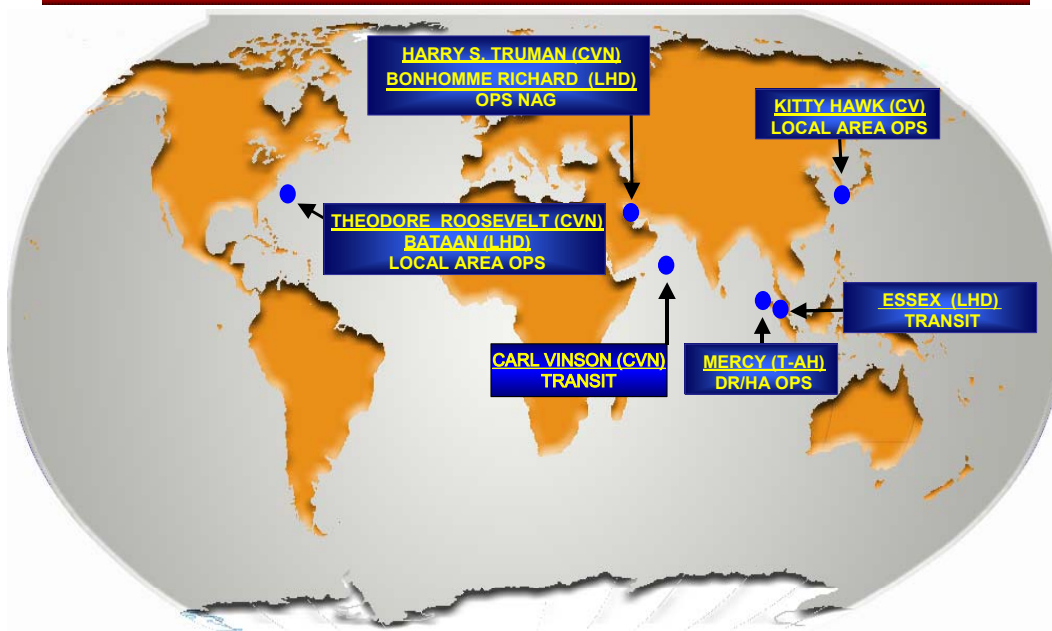 HARRY S. TRUMAN (CVN)
BONHOMME RICHARD (LHD)
OPS NAG
KITTY HAWK (CV)
LOCAL AREA OPS
THEODORE ROOSEVELT (CVN)
BATAAN (LHD)
LOCAL AREA OPS
ESSEX (LHD)
TRANSIT
CARL VINSON (CVN)
TRANSIT
MERCY (T-AH)
DR/HA OPS